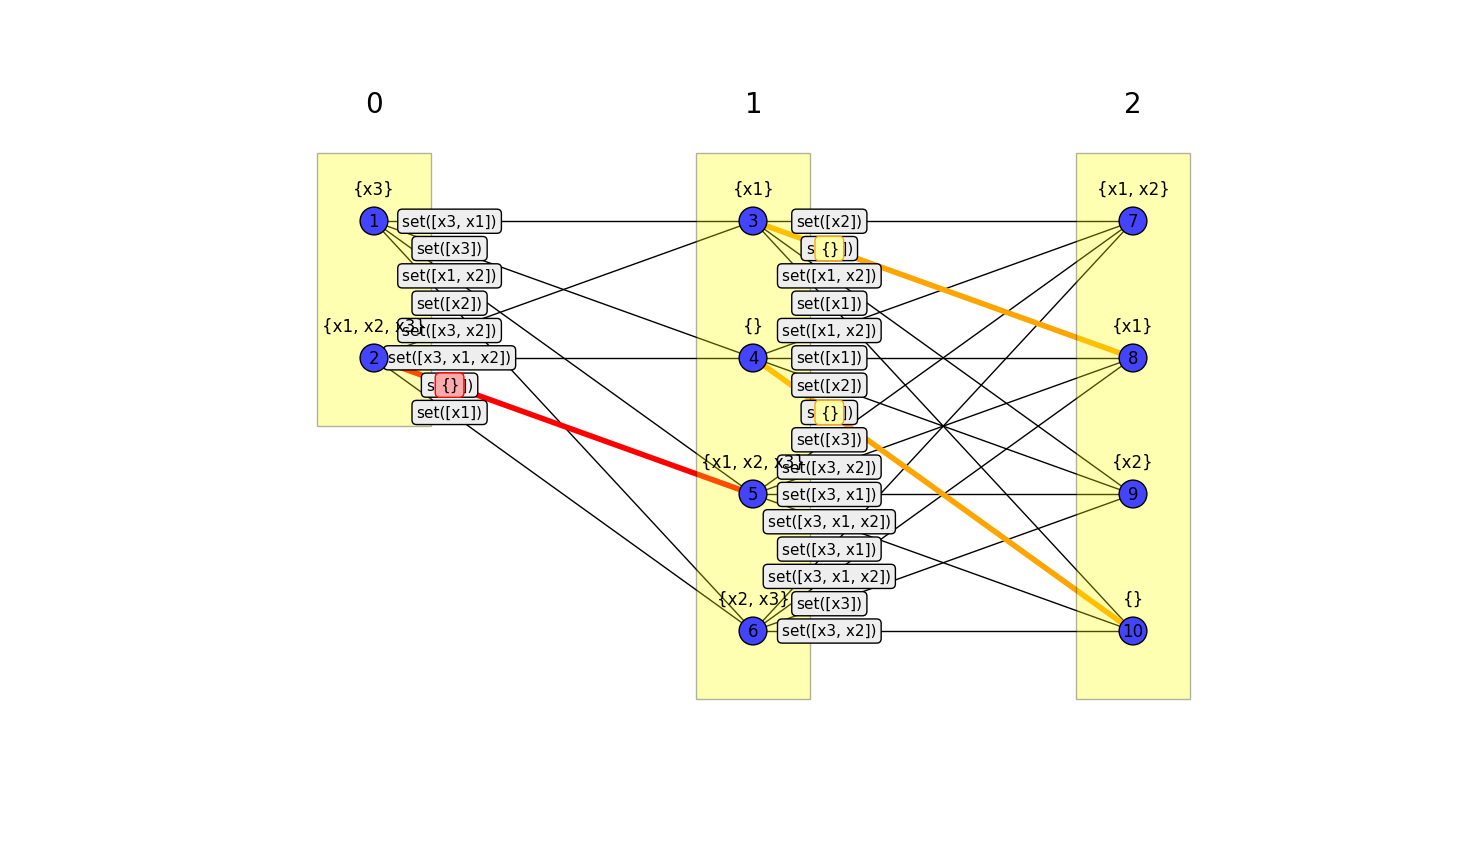 0 1 2
{x3} {x1} {x1, x2}
1 set([x3, x1]) 3 set([x2]) 7
set([x3]) {}
set([x1, x2]) set([x1, x2])
set([x2]) set([x1])
{x1, x2, x3} set([x3, x2]) {} set([x1, x2]) {x1}
2 set([x3, x1, x2]) 4 set([x1]) 8
{} set([x2])
set([x1]) {}
set([x3])
{x1, x2, x3} set([x3, x2]) {x2}
5 set([x3, x1]) 9
set([x3, x1, x2])
set([x3, x1])
set([x3, x1, x2])
{x2, x3} set([x3]) {}
6 set([x3, x2]) 10